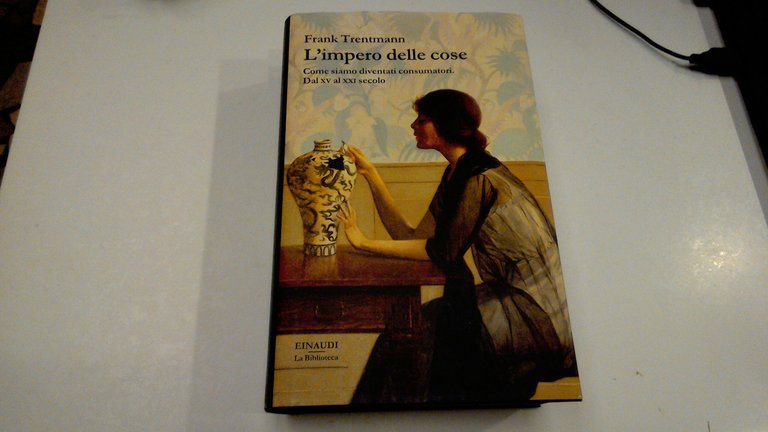 Frank Trentmann
L'impero delle cose
Come siamo diventati consumatori.
Dal XV al XXI secolo
EINAUDI
La Biblioteca